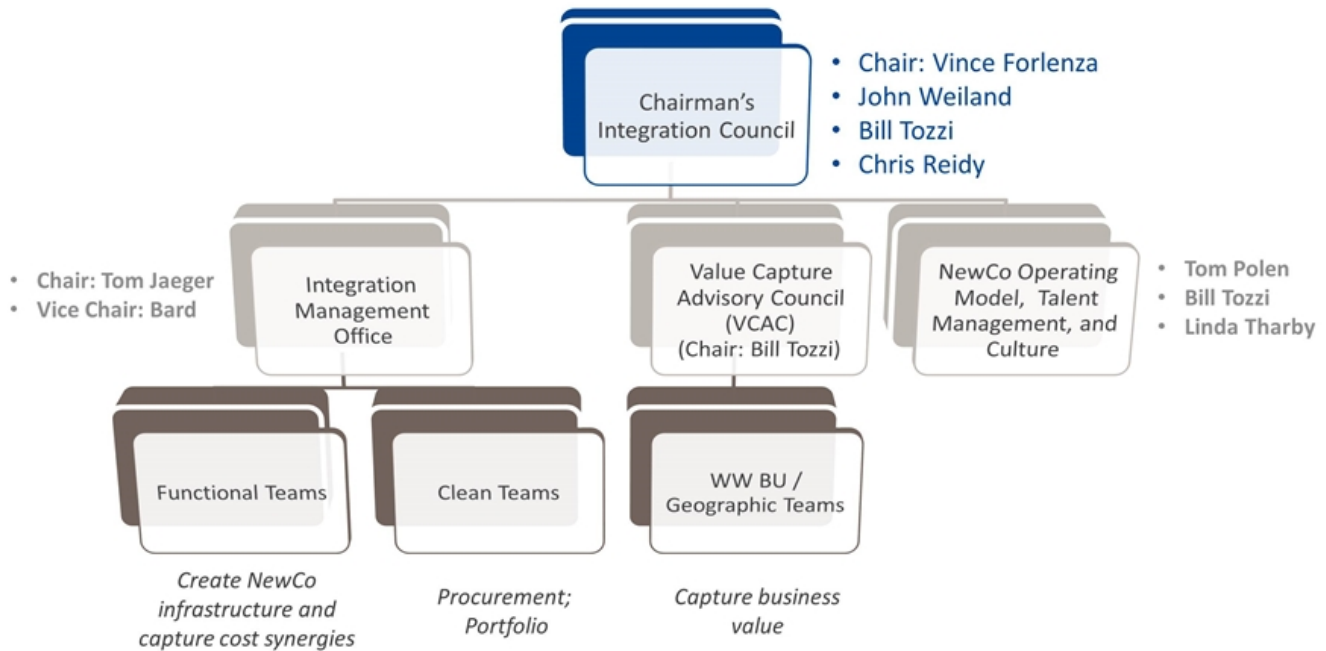 Chairman's
Integration Council
• Chair: Vince Forlenza
• John Weiland
• Bill Tozzi
• Chris Reidy
• Chair: Tom Jaeger
• Vice Chair: Bard
Integration
Management
Office
Value Capture
Advisory Council
(VCAC)
(Chair: Bill Tozzi)
NewCo Operating
Model, Talent
Management, and
Culture
• Tom Polen
• Bill Tozzi
• Linda Tharby
Functional Teams
Clean Teams
WW BU /
Geographic Teams
Create NewCo
infrastructure and
capture cost synergies
Procurement;
Portfolio
Capture business
value